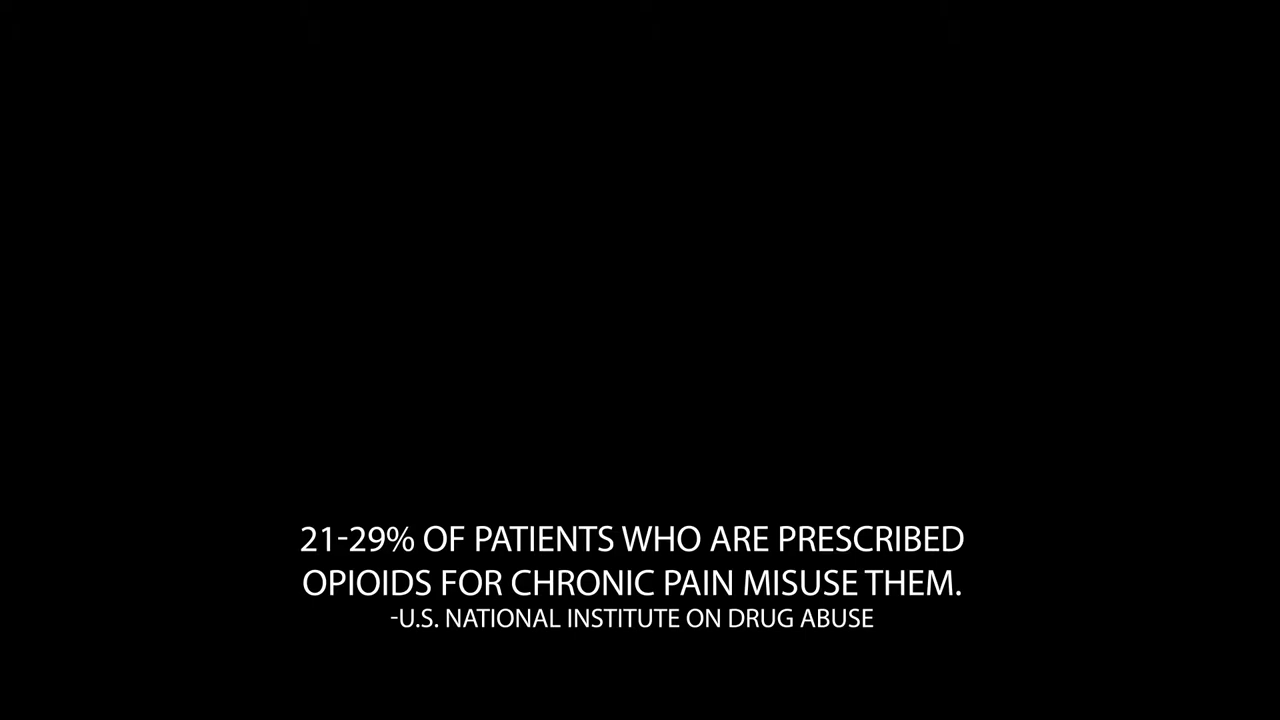 21-29% OF PATIENTS WHO ARE PRESCRIBED
OPIOIDS FOR CHRONIC PAIN MISUSE THEM.
-U.S. NATIONAL INSTITUTE ON DRUG ABUSE